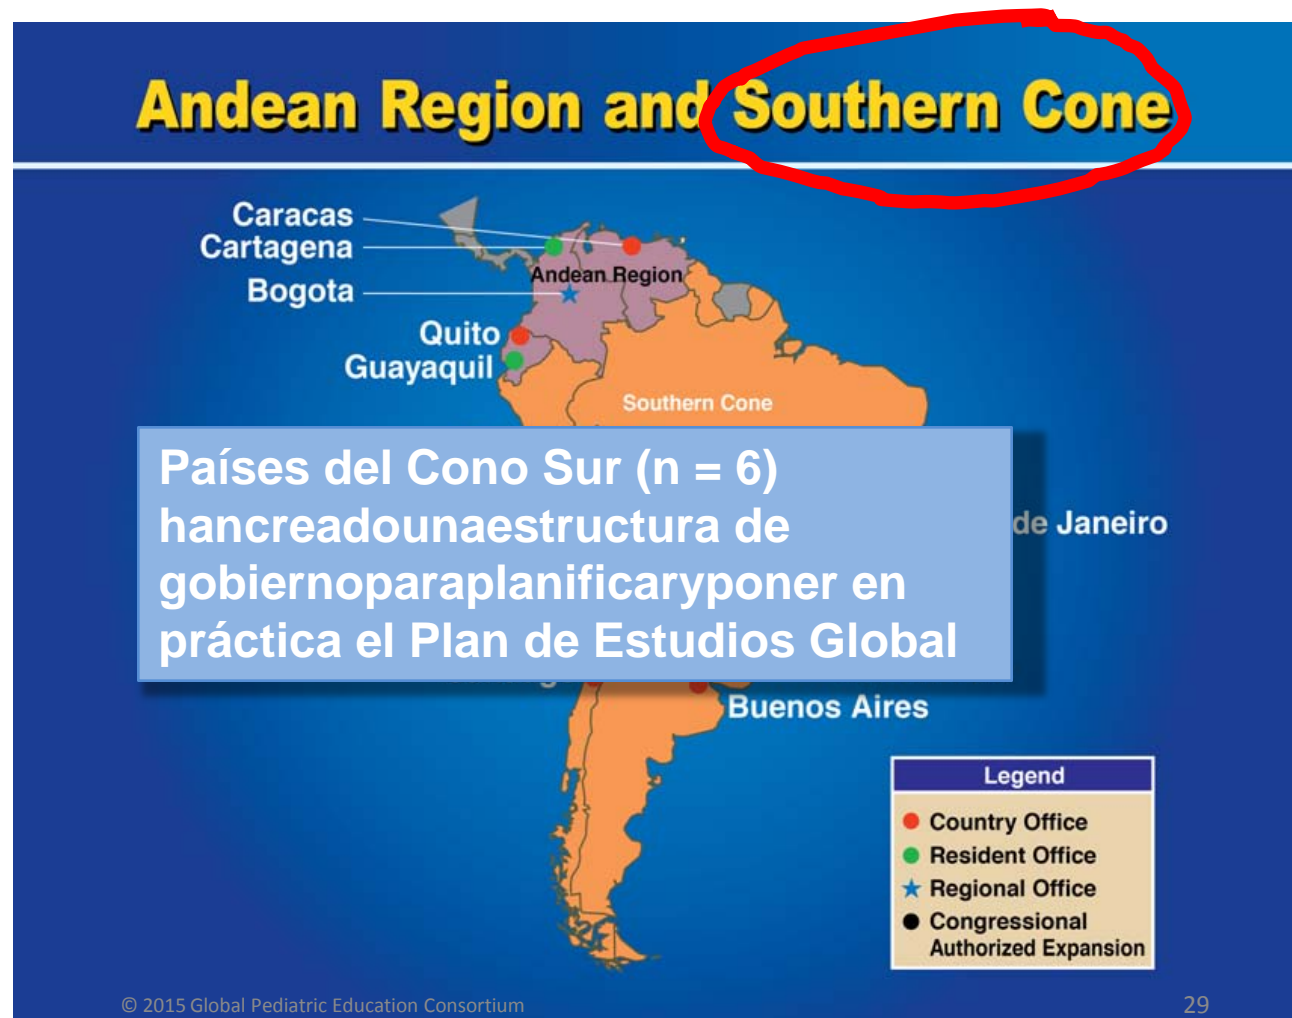 Andean Region and Southern Cone
Caracas
Cartagena
Bogota
Andean Region
Quito
Guayaquil
Southern Cone
Países del Cono Sur (n = 6)
hancreadounaestructura de
gobiernoparaplanificaryponer en
práctica el Plan de Estudios Global
de Janeiro
Buenos Aires
Legend
Country Office
Resident Office
Regional Office
Congressional
Authorized Expansion
© 2015 Global Pediatric Education Consortium
29